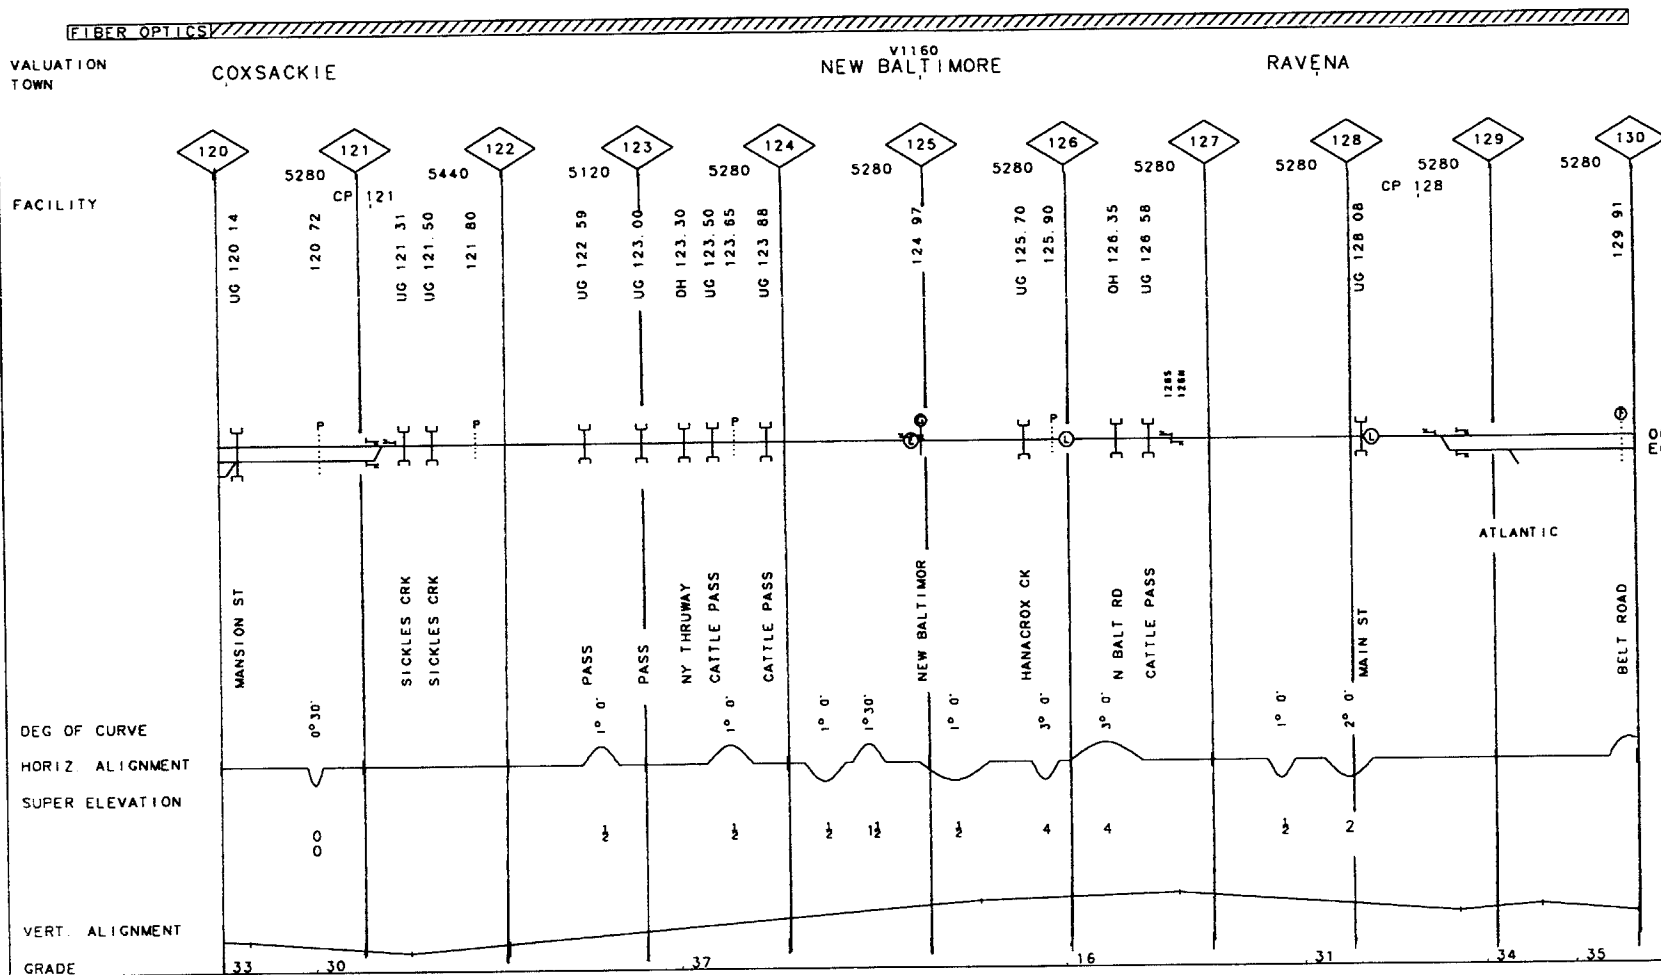 FIBER OPTICS
V1160
VALUATION
TOWN
COXSACKIE
NEW BALTIMORE
RAVENA
120
121
122
123
124
125
126
127
128
129
130
5280
5440
5120
5280
5280
5280
5280
5280
5280
5280
CP 121
CP 128
FACILITY
UG 120 14
120 72
UG 121 31
UG 121.50
121 80
UG 122 59
UG 123.00
OH 123.30
UG 123.50
123.65
UG 123 88
124 97
UG 125.70
125.90
OH 126.35
UG 126 58
UG 128 08
129 91
128S
128N
P
P
P
P
L
L
P
ATLANTIC
MANSION ST
SICKLES CRK
SICKLES CRK
PASS
PASS
NY THRUWAY
CATTLE PASS
CATTLE PASS
NEW BALTIMOR
HANACROX CK
N BALT RD
CATTLE PASS
MAIN ST
BELT ROAD
DEG OF CURVE
0°30'
1° 0'
1° 0'
1° 0'
1°30'
1° 0'
3° 0'
3° 0'
1° 0'
2° 0'
HORIZ. ALIGNMENT
SUPER ELEVATION
0
0
½
½
½
1½
½
4
4
½
2
VERT. ALIGNMENT
GRADE
.33
.30
.37
.16
.31
.34
.35